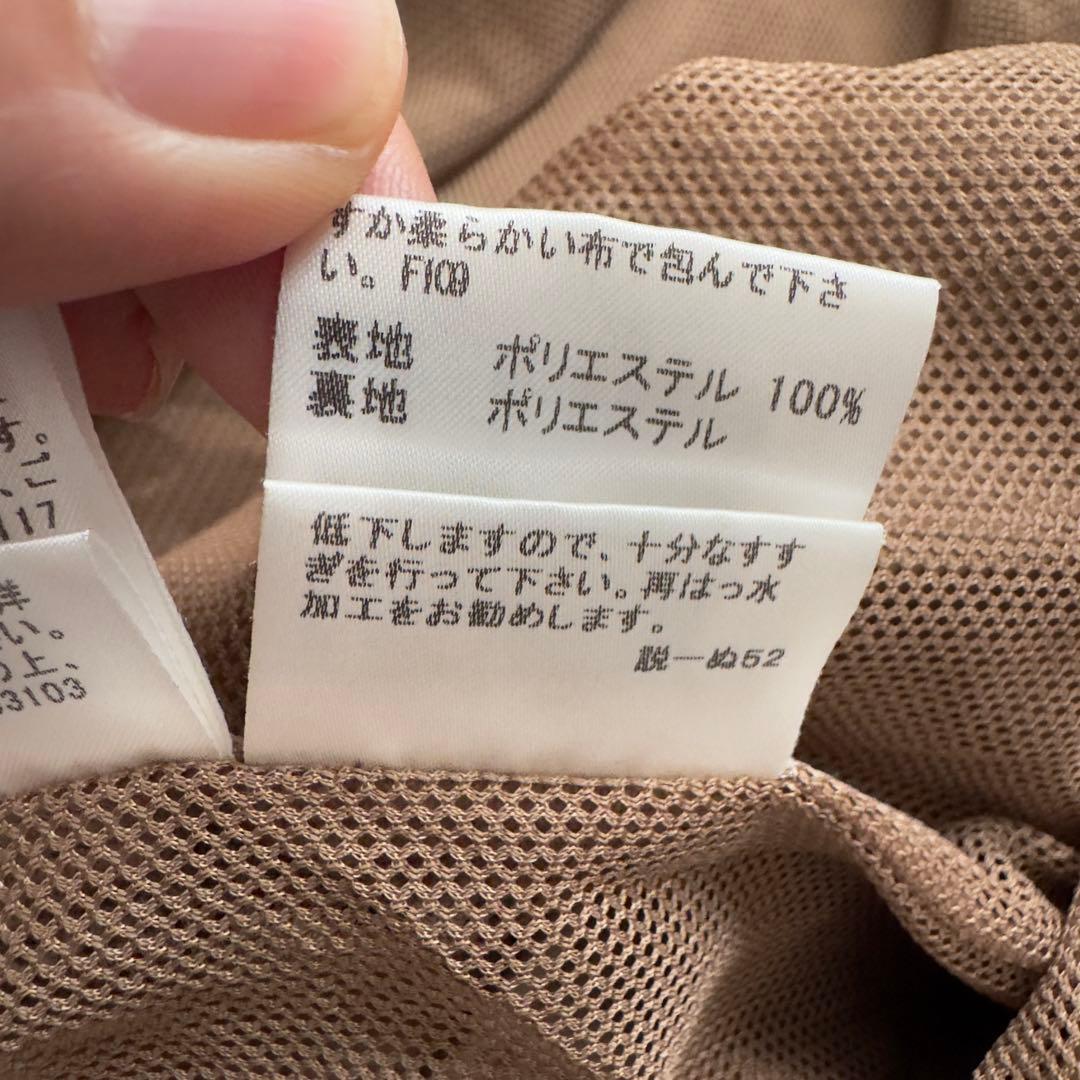 すか柔らかい布で包んで下さ
い。F109
表地 ポリエステル 100%
裏地 ポリエステル
低下しますので、十分なすす
ぎを行って下さい。再はっ水
加工をお勧めします。
脱一ぬ52
す。
、ご
117
い。
の上、
3103